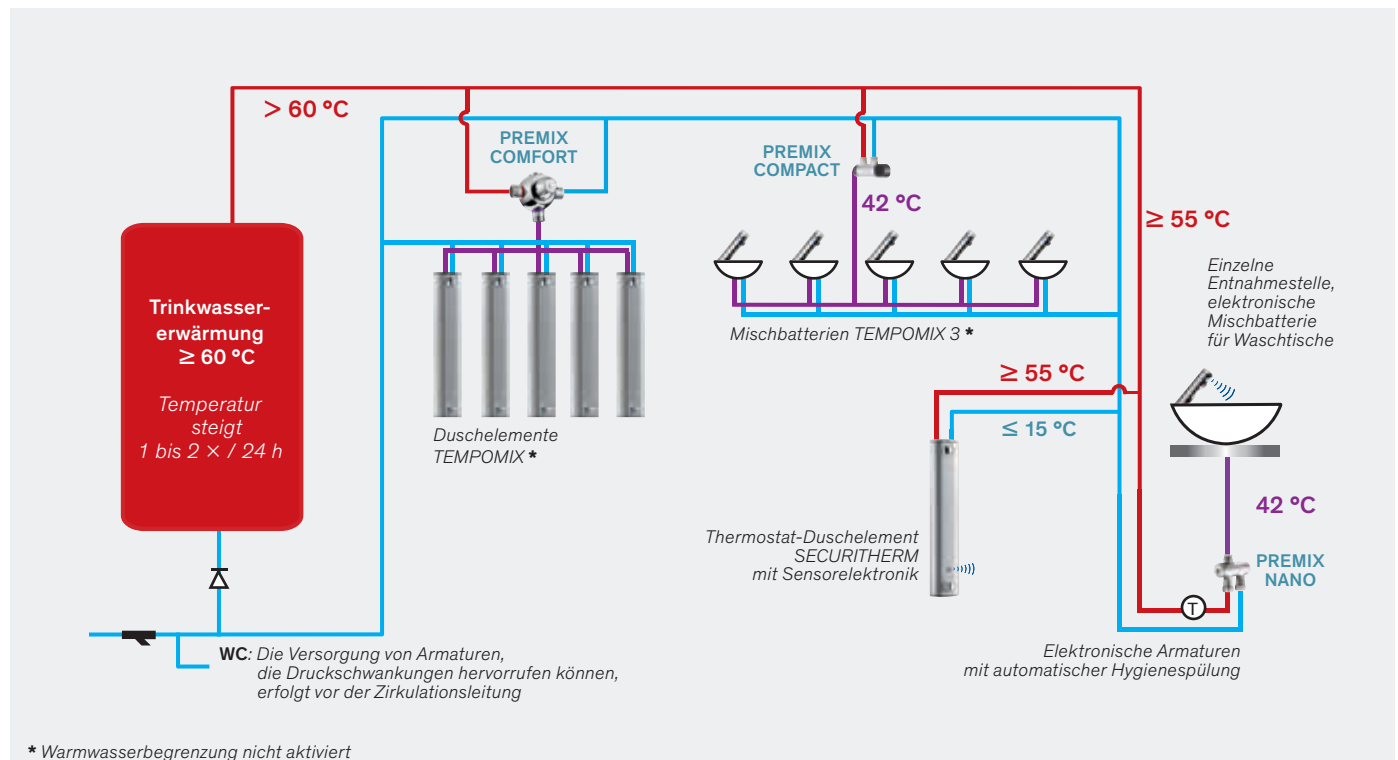 > 60 °C
PREMIX
COMFORT
PREMIX
COMPACT
42 °C
≥ 55 °C
Trinkwasser-
erwärmung
≥ 60 °C
Temperatur
steigt
1 bis 2 × / 24 h
Einzelne
Entnahmestelle,
elektronische
Mischbatterie
für Waschtische
Mischbatterien TEMPOMIX 3 *
Duschelemente
TEMPOMIX *
≥ 55 °C
≤ 15 °C
42 °C
Thermostat-Duschelement
SECURITHERM
mit Sensorelektronik
PREMIX
NANO
T
WC: Die Versorgung von Armaturen,
die Druckschwankungen hervorrufen können,
erfolgt vor der Zirkulationsleitung
Elektronische Armaturen
mit automatischer Hygienespülung
* Warmwasserbegrenzung nicht aktiviert